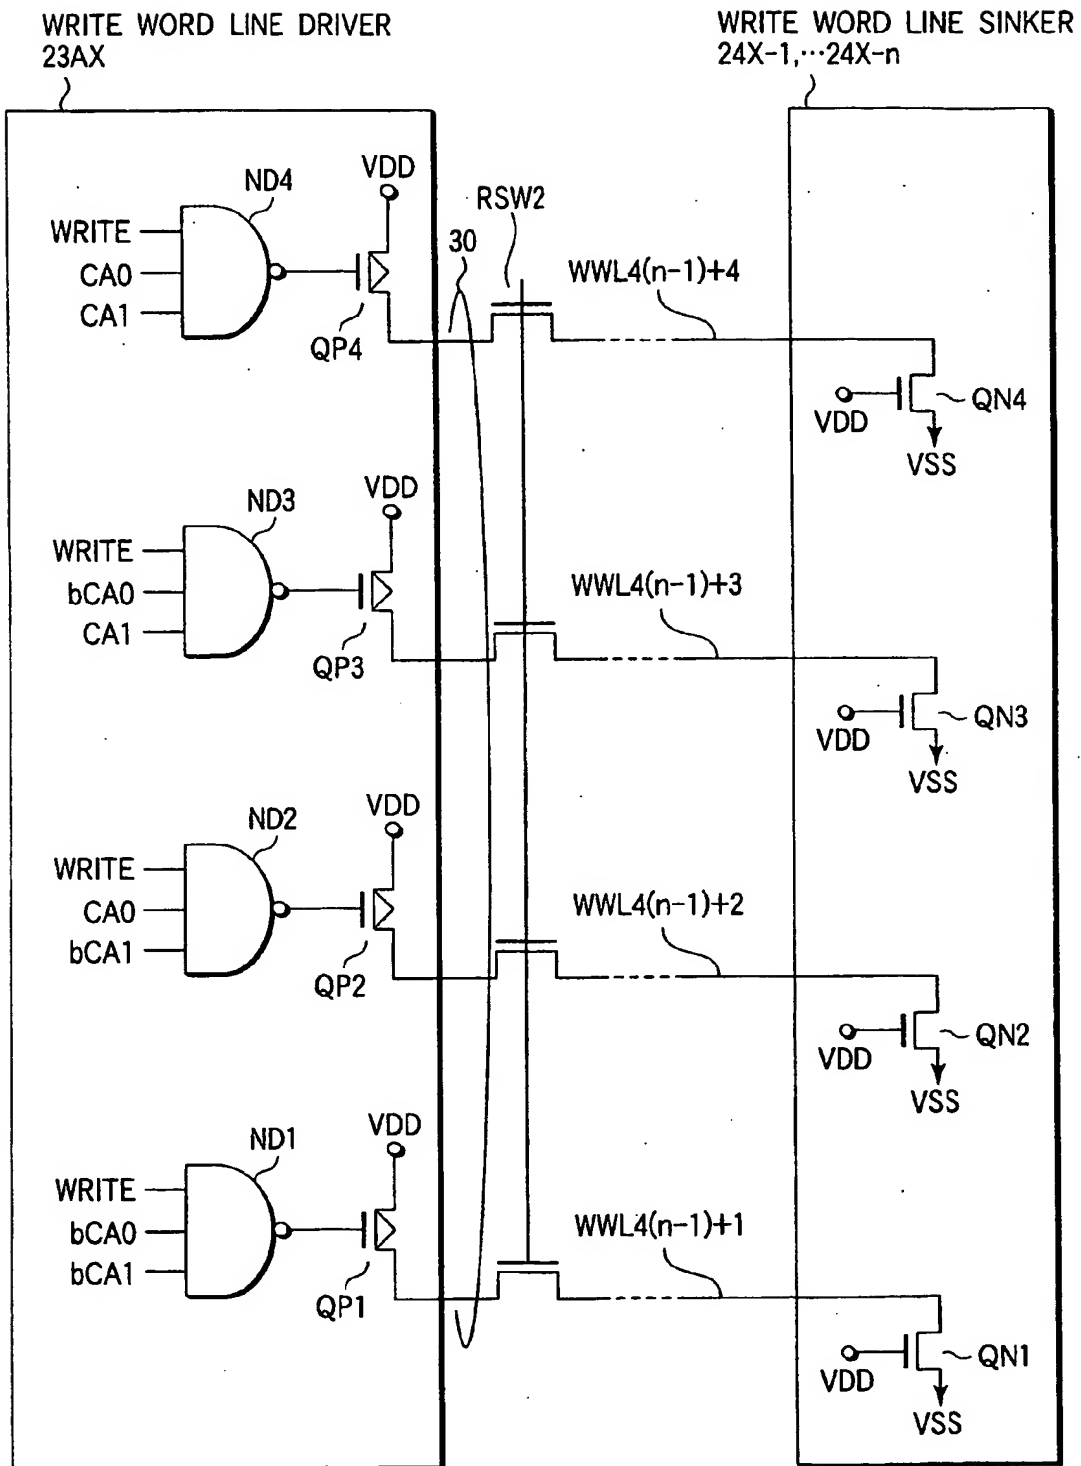 WRITE WORD LINE DRIVER
23AX
WRITE WORD LINE SINKER
24X-1,···24X-n
ND4
VDD
RSW2
30
WRITE
CA0
CA1
QP4
WWL4(n-1)+4
VDD
QN4
VSS
ND3
VDD
WRITE
bCA0
CA1
QP3
WWL4(n-1)+3
VDD
QN3
VSS
ND2
VDD
WRITE
CA0
bCA1
QP2
WWL4(n-1)+2
VDD
QN2
VSS
ND1
VDD
WRITE
bCA0
bCA1
QP1
WWL4(n-1)+1
VDD
QN1
VSS